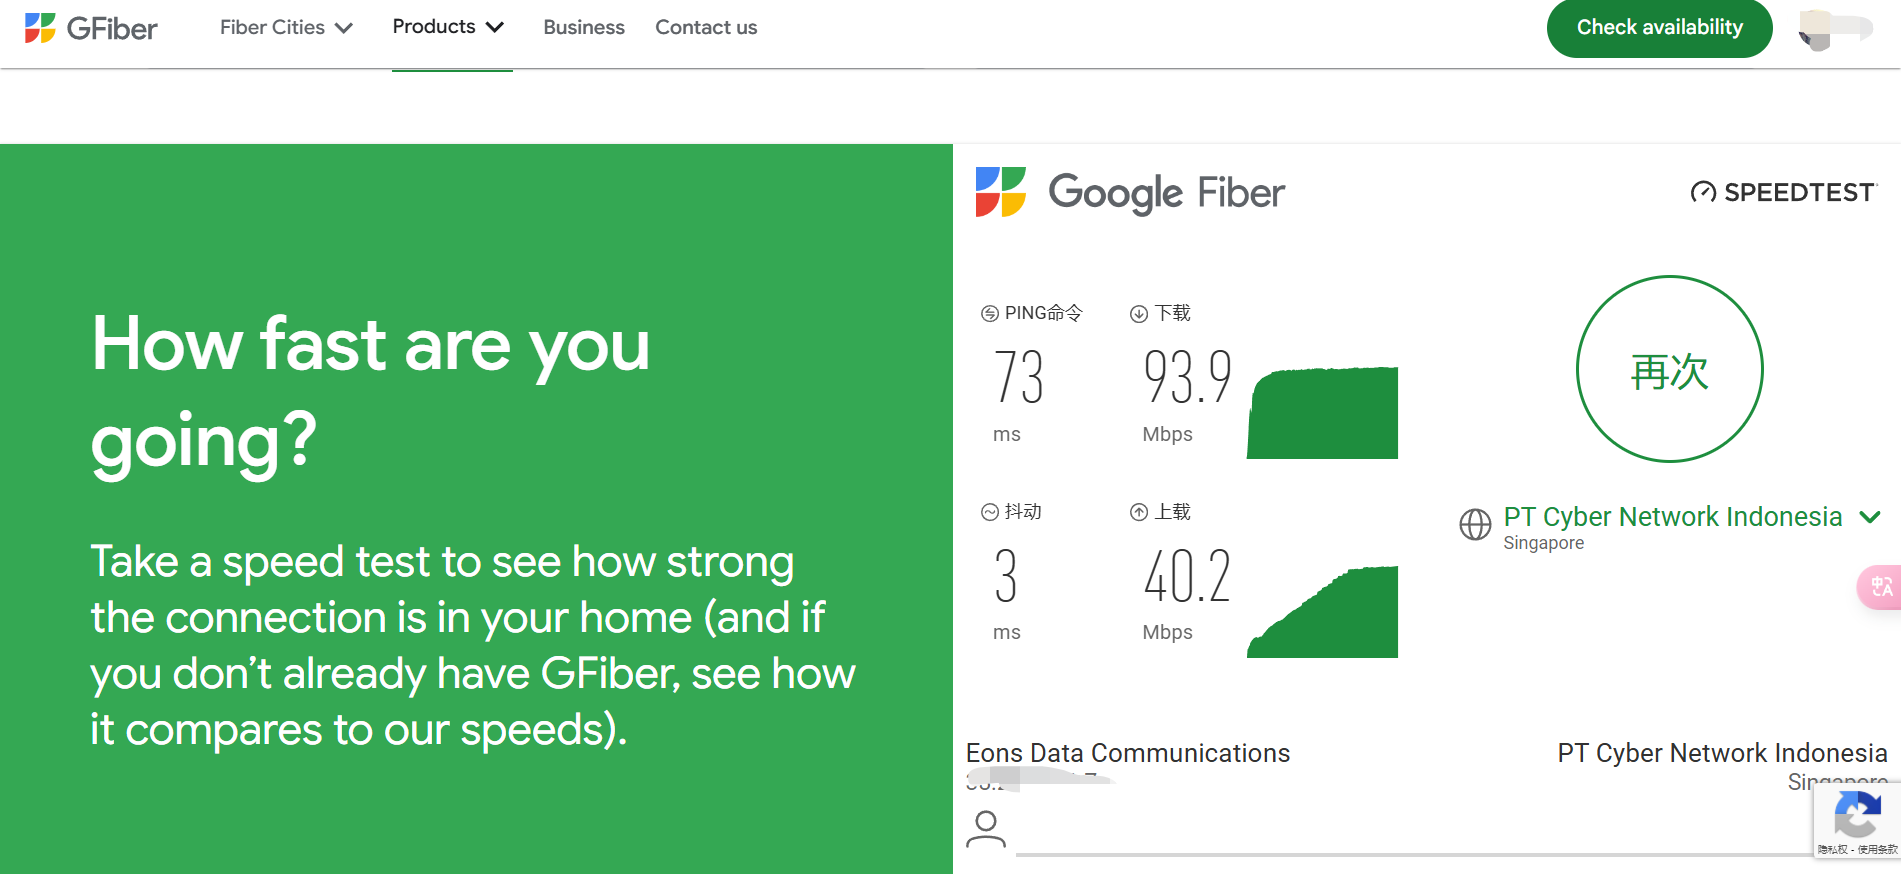 GFiber
Fiber Cities
Products
Business
Contact us
Check availability
How fast are you
going?
Take a speed test to see how strong
the connection is in your home (and if
you don’t already have GFiber, see how
it compares to our speeds).
Google Fiber
SPEEDTEST
PING命令
下载
73
93.9
ms
Mbps
再次
抖动
上载
3
40.2
ms
Mbps
PT Cyber Network Indonesia
Singapore
Eons Data Communications
PT Cyber Network Indonesia
Singapore
隐私权 - 使用条款